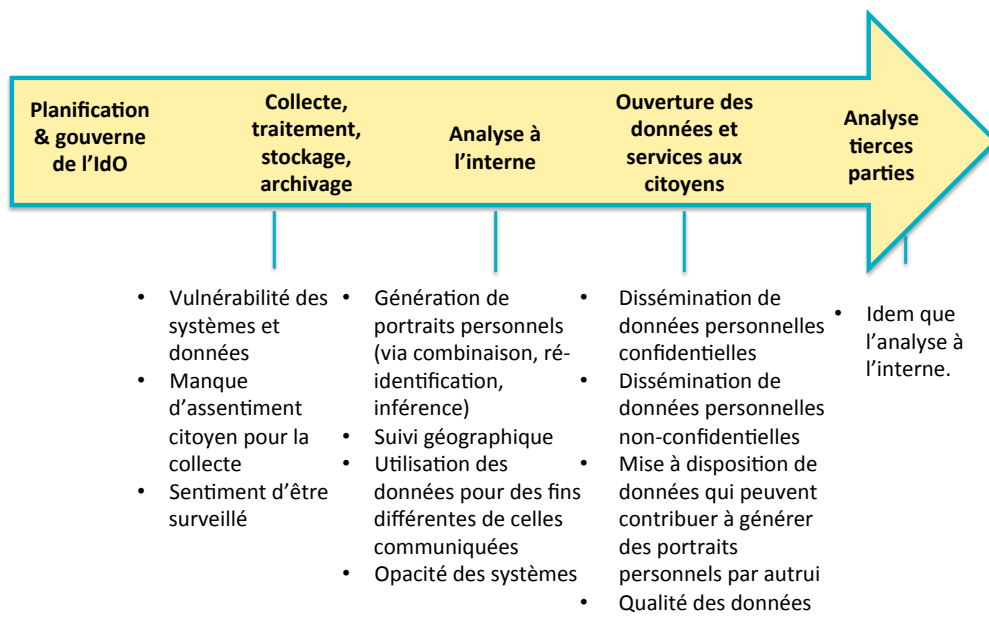 Planification
& gouverne
de l'IdO
Collecte,
traitement,
stockage,
archivage
Analyse à
l'interne
Ouverture des
données et
services aux
citoyens
Analyse
tierces
parties
• Vulnérabilité des
systèmes et
données
• Manque
d'assentiment
citoyen pour la
collecte
• Sentiment d'être
surveillé
• Génération de
portraits personnels
(via combinaison, ré-
identification,
inférence)
• Suivi géographique
• Utilisation des
données pour des fins
différentes de celles
communiquées
• Opacité des systèmes
• Dissémination de
données personnelles
confidentielles
• Dissémination de
données personnelles
non-confidentielles
• Mise à disposition de
données qui peuvent
contribuer à générer
des portraits
personnels par autrui
• Qualité des données
• Idem que
l'analyse à
l'interne.